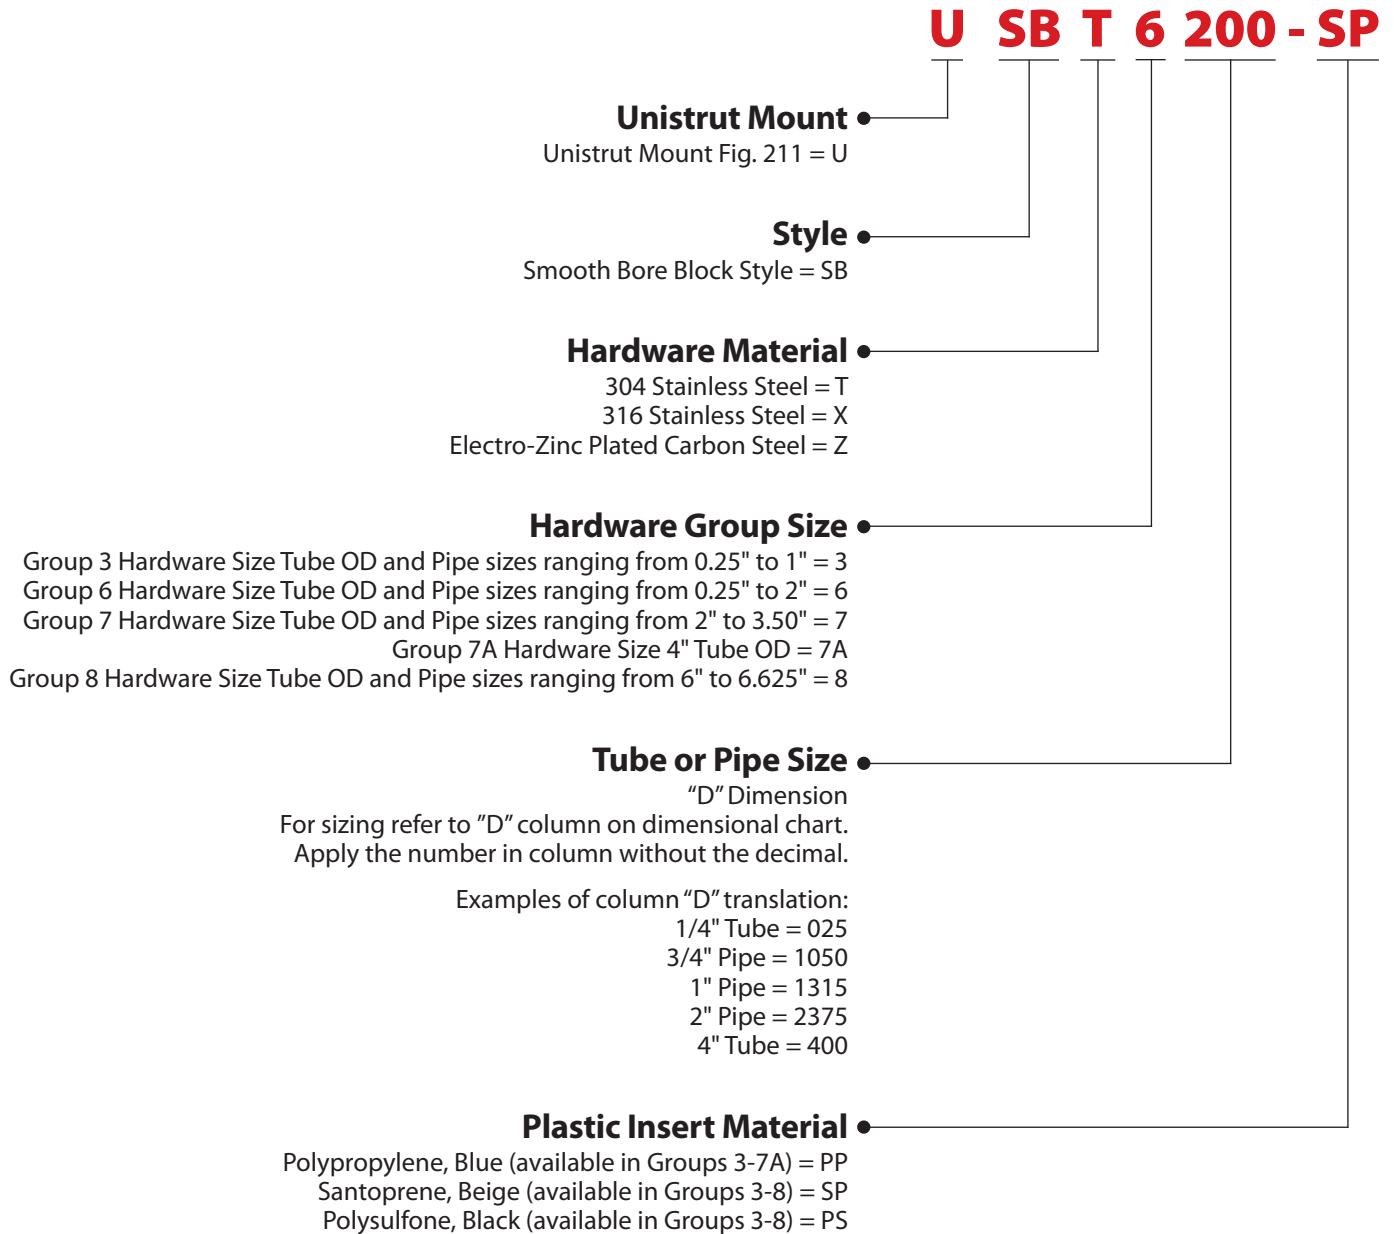 U SB T 6 200 - SP
Unistrut Mount
Unistrut Mount Fig. 211 = U
Style
Smooth Bore Block Style = SB
Hardware Material
304 Stainless Steel = T
316 Stainless Steel = X
Electro-Zinc Plated Carbon Steel = Z
Hardware Group Size
Group 3 Hardware Size Tube OD and Pipe sizes ranging from 0.25" to 1" = 3
Group 6 Hardware Size Tube OD and Pipe sizes ranging from 0.25" to 2" = 6
Group 7 Hardware Size Tube OD and Pipe sizes ranging from 2" to 3.50" = 7
Group 7A Hardware Size 4" Tube OD = 7A
Group 8 Hardware Size Tube OD and Pipe sizes ranging from 6" to 6.625" = 8
Tube or Pipe Size
“D” Dimension
For sizing refer to ”D” column on dimensional chart.
Apply the number in column without the decimal.
Examples of column “D” translation:
1/4" Tube = 025
3/4" Pipe = 1050
1" Pipe = 1315
2" Pipe = 2375
4" Tube = 400
Plastic Insert Material
Polypropylene, Blue (available in Groups 3-7A) = PP
Santoprene, Beige (available in Groups 3-8) = SP
Polysulfone, Black (available in Groups 3-8) = PS